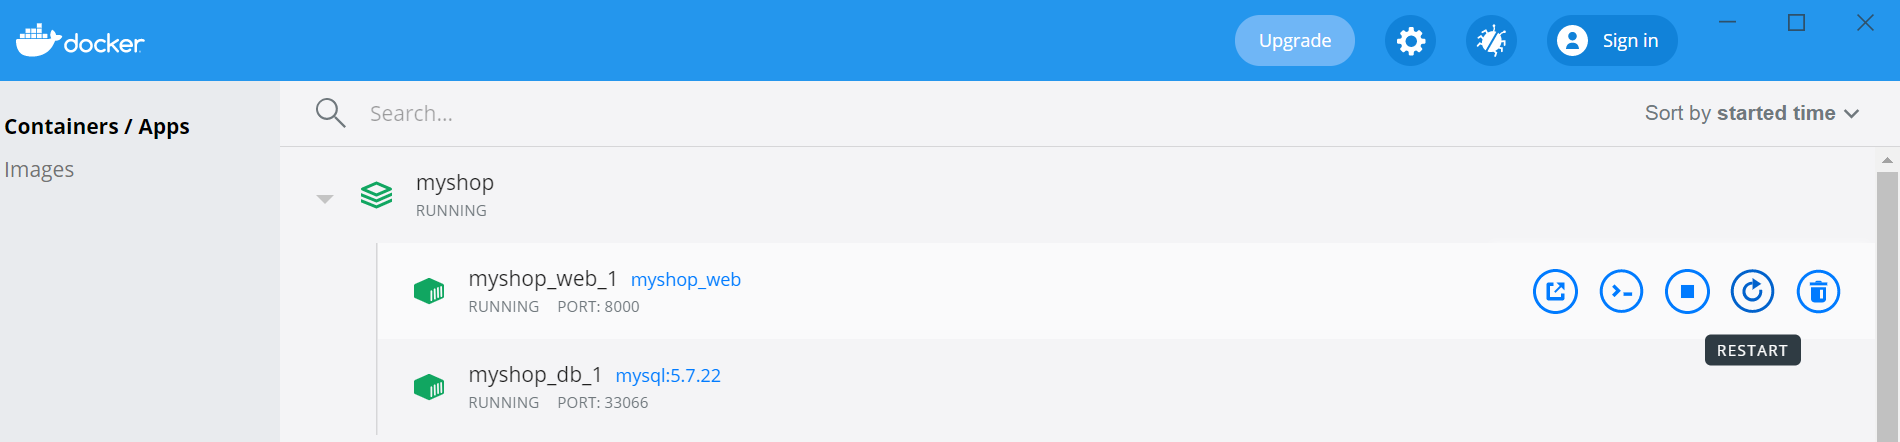 docker
Upgrade
Sign in
Containers / Apps
Images
Search...
Sort by started time
myshop
RUNNING
myshop_web_1 myshop_web
RUNNING PORT: 8000
RESTART
myshop_db_1 mysql:5.7.22
RUNNING PORT: 33066